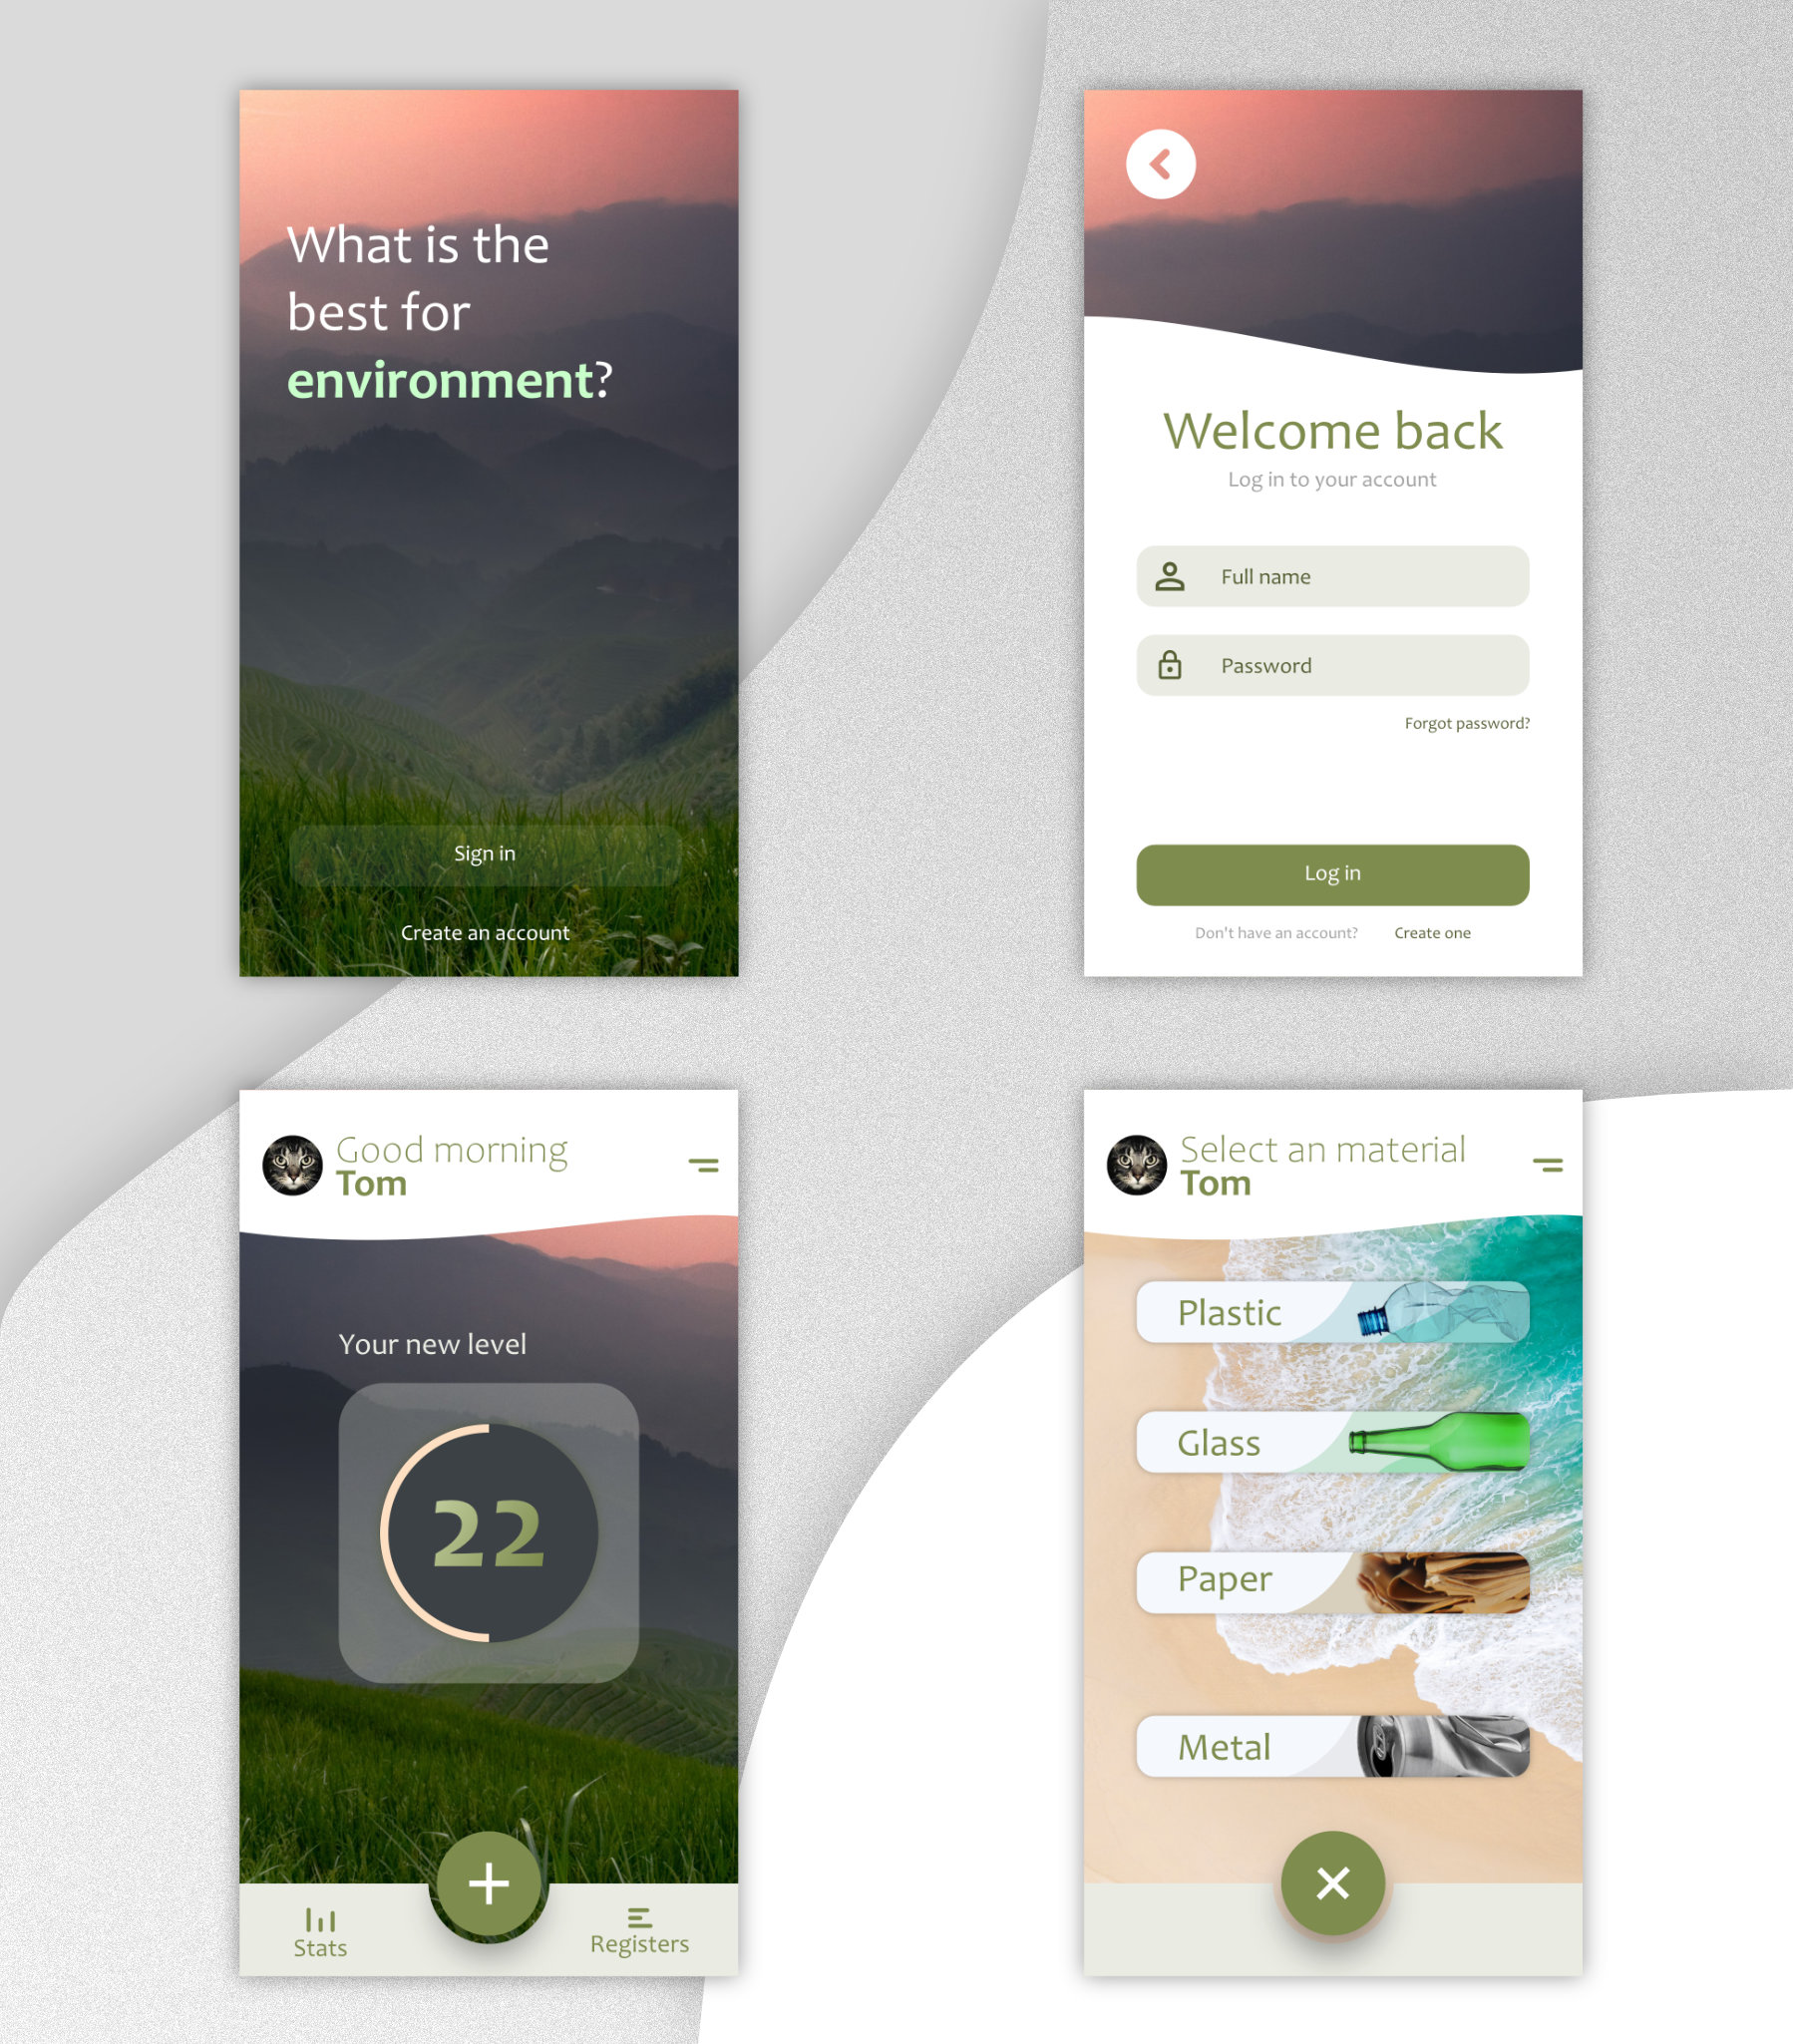 What is the
best for
environment?
Sign in
Create an account
Welcome back
Log in to your account
Full name
Password
Forgot password?
Log in
Don't have an account? Create one
Good morning
Tom
Your new level
22
Stats
Registers
Select an material
Tom
Plastic
Glass
Paper
Metal